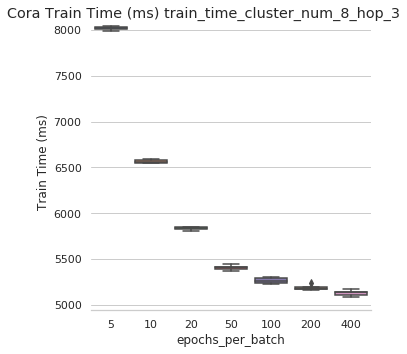 Cora Train Time (ms) train_time_cluster_num_8_hop_3
8000
7500
7000
6500
6000
5500
5000
Train Time (ms)
5 10 20 50 100 200 400
epochs_per_batch